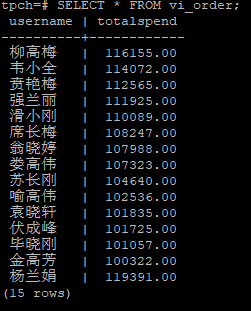 tpch=# SELECT * FROM vi_order;
username | totalspend
----------+------------
柳高梅 | 116155.00
韦小全 | 114072.00
贲艳梅 | 112565.00
强兰丽 | 111925.00
滑小刚 | 110089.00
席长梅 | 108247.00
翁晓婷 | 107988.00
娄高伟 | 107323.00
苏长刚 | 104640.00
喻高伟 | 102536.00
袁晓轩 | 101835.00
伏成峰 | 101725.00
毕晓刚 | 101057.00
金高芳 | 100322.00
杨兰娟 | 119391.00
(15 rows)